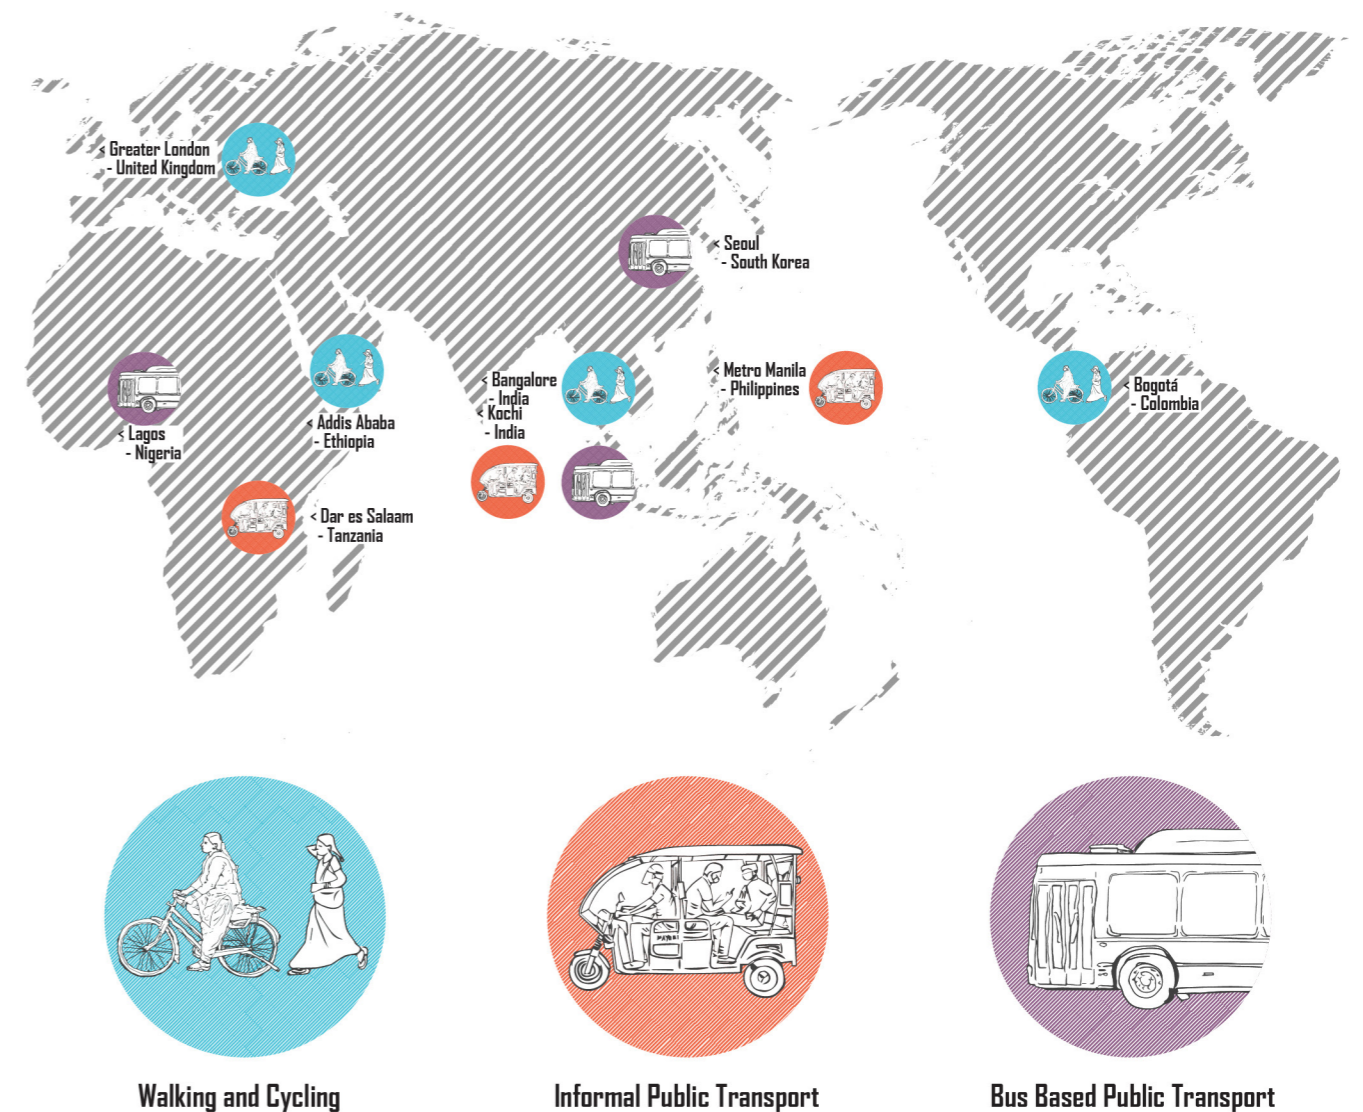 < Greater London
- United Kingdom
< Seoul
- South Korea
< Lagos
- Nigeria
< Addis Ababa
- Ethiopia
< Bangalore
- India
< Kochi
- India
< Metro Manila
- Philippines
< Bogotá
- Colombia
< Dar es Salaam
- Tanzania
Walking and Cycling
Informal Public Transport
Bus Based Public Transport